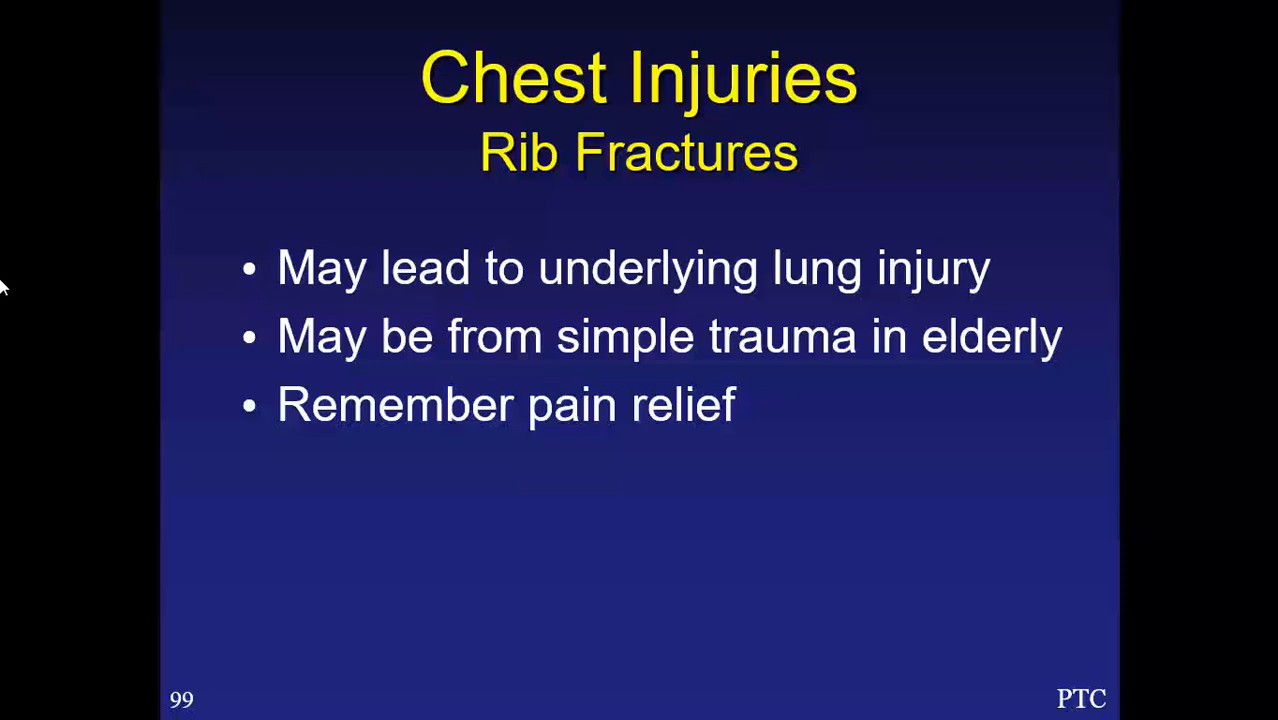 Chest Injuries
Rib Fractures
• May lead to underlying lung injury
• May be from simple trauma in elderly
• Remember pain relief
99
PTC